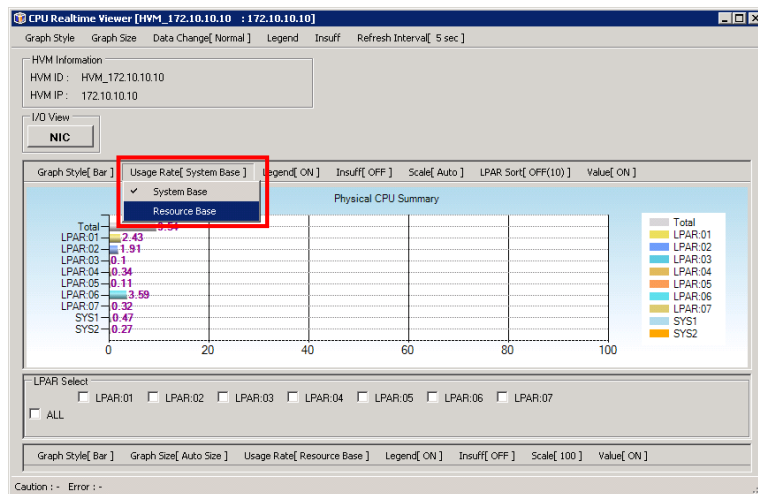 CPU Realtime Viewer [HVM_172.10.10.10 : 172.10.10.10]
Graph Style Graph Size Data Change[ Normal ] Legend Insuff Refresh Interval[ 5 sec ]
HVM Information
HVM ID : HVM_172.10.10.10
HVM IP : 172.10.10.10
I/O View
NIC
Graph Style[ Bar ] Usage Rate[ System Base ] Legend[ ON ] Insuff[ OFF ] Scale[ Auto ] LPAR Sort[ OFF(10) ] Value[ ON ]
System Base
Resource Base
Physical CPU Summary
Total
LPAR:01 2.43
LPAR:02 1.91
LPAR:03 0.1
LPAR:04 0.34
LPAR:05 0.11
LPAR:06 3.59
LPAR:07 0.32
SYS1 0.47
SYS2 0.27
0 20 40 60 80 100
Total
LPAR:01
LPAR:02
LPAR:03
LPAR:04
LPAR:05
LPAR:06
LPAR:07
SYS1
SYS2
LPAR Select
LPAR:01 LPAR:02 LPAR:03 LPAR:04 LPAR:05 LPAR:06 LPAR:07
ALL
Graph Style[ Bar ] Graph Size[ Auto Size ] Usage Rate[ Resource Base ] Legend[ ON ] Insuff[ OFF ] Scale[ 100 ] Value[ ON ]
Caution : - Error : -